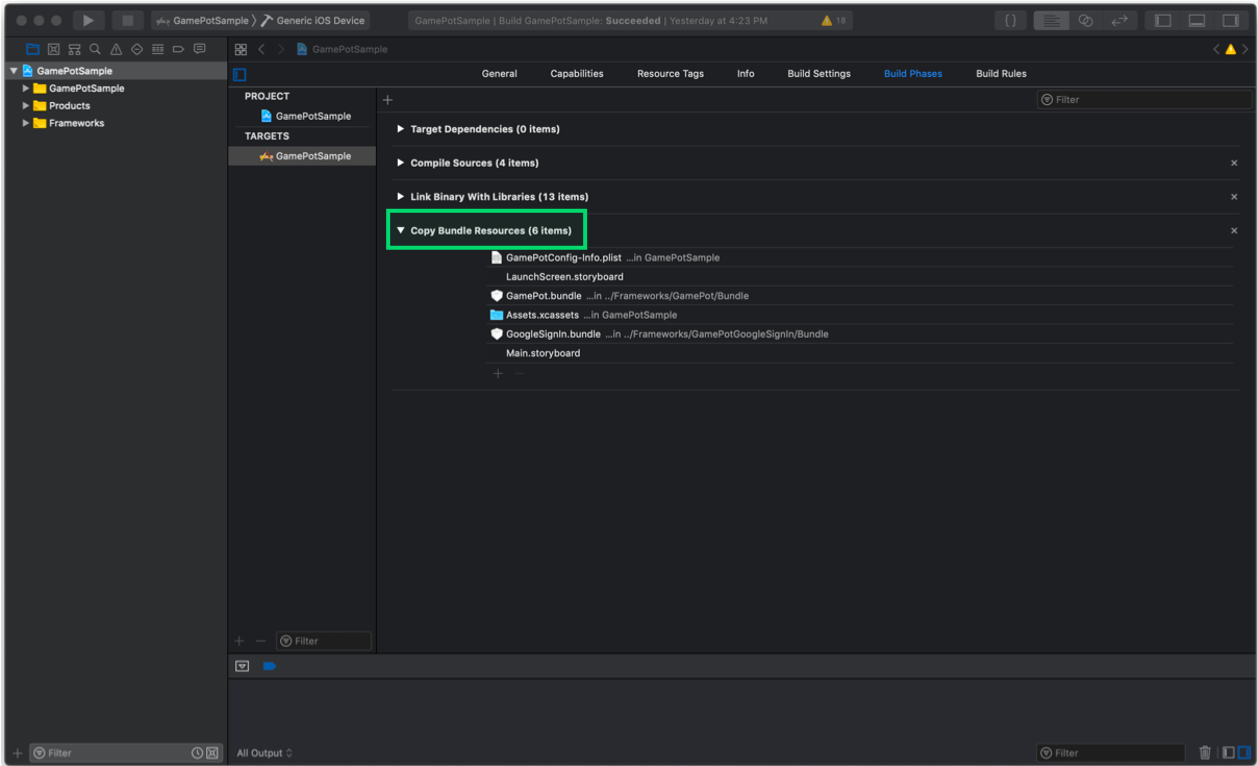 GamePotSample 〉 Generic iOS Device
GamePotSample | Build GamePotSample: Succeeded | Yesterday at 4:23 PM
18
GamePotSample
GamePotSample
Products
Frameworks
GamePotSample
General Capabilities Resource Tags Info Build Settings Build Phases Build Rules
PROJECT
GamePotSample
TARGETS
GamePotSample
Filter
Target Dependencies (0 items)
Compile Sources (4 items)
Link Binary With Libraries (13 items)
Copy Bundle Resources (6 items)
GamePotConfig-Info.plist ...in GamePotSample
LaunchScreen.storyboard
GamePot.bundle ...in ../Frameworks/GamePot/Bundle
Assets.xcassets ...in GamePotSample
GoogleSignIn.bundle ...in ../Frameworks/GamePotGoogleSignIn/Bundle
Main.storyboard
Filter
Filter
All Output
Filter